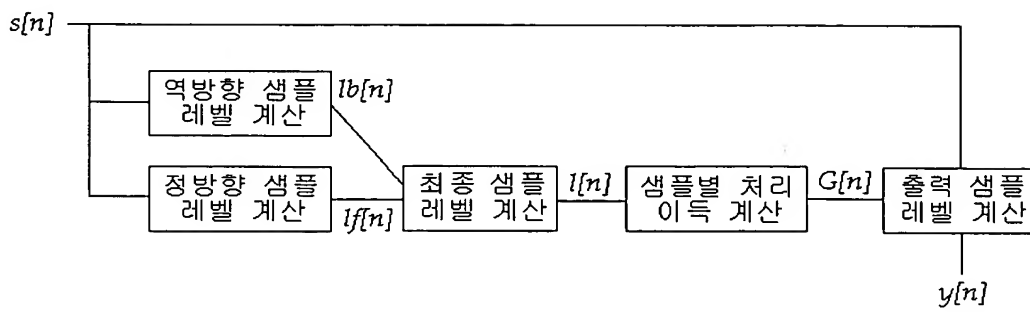 s[n]
역방향 샘플
레벨 계산
lb[n]
정방향 샘플
레벨 계산
lf[n]
최종 샘플
레벨 계산
l[n]
샘플별 처리
이득 계산
G[n]
출력 샘플
레벨 계산
y[n]